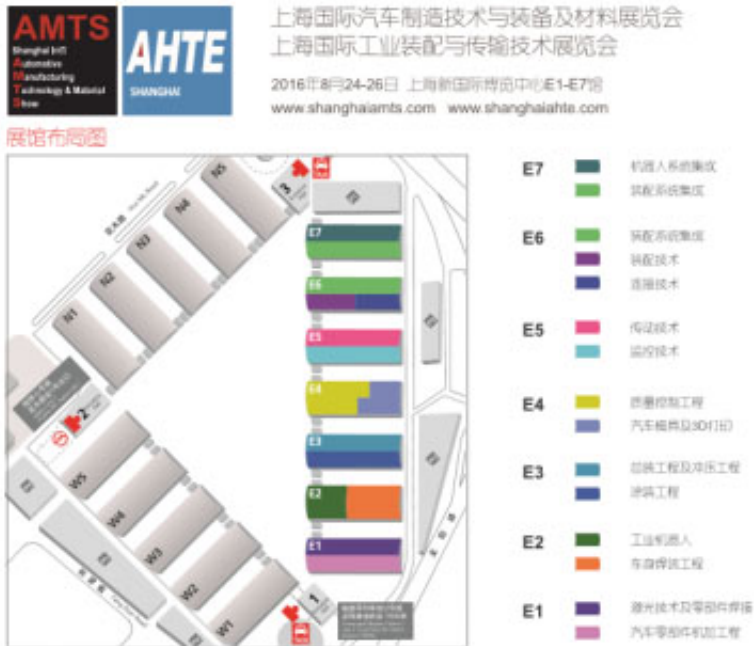 AMTS
Shanghai Int'l
Automotive
Manufacturing
Technology & Material
Show
AHTE
SHANGHAI
上海国际汽车制造技术与装备及材料展览会
上海国际工业装配与传输技术展览会
2016年8月24-26日 上海新国际博览中心E1-E7馆
www.shanghaiamts.com www.shanghaiahte.com
展馆布局图
N5
N4
N3
N2
N1
3
2
1
W5
W4
W3
W2
W1
E7
E6
E5
E4
E3
E2
E1
E7 机器人系统集成
装配系统集成
E6 装配系统集成
装配技术
连接技术
E5 传动技术
监控技术
E4 质量控制工程
汽车模具及3D打印
E3 总装工程及冲压工程
涂装工程
E2 工业机器人
车身焊装工程
E1 激光技术及零部件焊接
汽车零部件机加工程